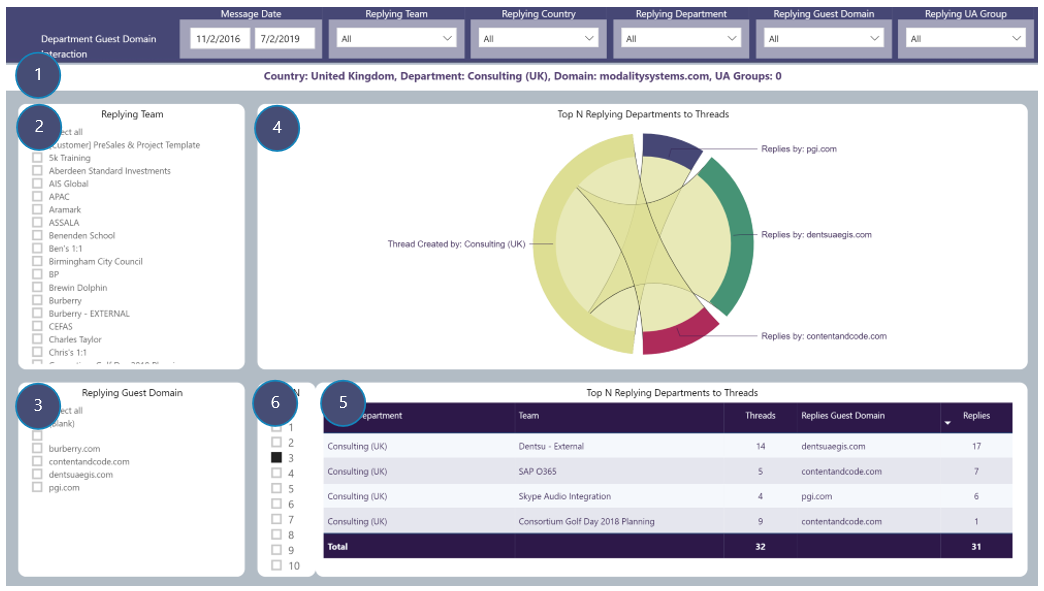 Message Date
Replying Team
Replying Country
Replying Department
Replying Guest Domain
Replying UA Group
Department Guest Domain
Interaction
11/2/2016
7/2/2019
All
All
All
All
All
1
Country: United Kingdom, Department: Consulting (UK), Domain: modalitysystems.com, UA Groups: 0
2
Replying Team
ect all
Customer] PreSales & Project Template
5k Training
Aberdeen Standard Investments
AIS Global
APAC
Aramark
ASSALA
Benenden School
Ben's 1:1
Birmingham City Council
BP
Brewin Dolphin
Burberry
Burberry - EXTERNAL
CEFAS
Charles Taylor
Chris's 1:1
4
Top N Replying Departments to Threads
Replies by: pgi.com
Replies by: dentsuaegis.com
Thread Created by: Consulting (UK)
Replies by: contentandcode.com
3
Replying Guest Domain
ect all
lank)
burberry.com
contentandcode.com
dentsuaegis.com
pgi.com
6
N
1
2
3
4
5
6
7
8
9
10
5
Top N Replying Departments to Threads
epartment Team Threads Replies Guest Domain Replies
Consulting (UK) Dentsu - External 14 dentsuaegis.com 17
Consulting (UK) SAP O365 5 contentandcode.com 7
Consulting (UK) Skype Audio Integration 4 pgi.com 6
Consulting (UK) Consortium Golf Day 2018 Planning 9 contentandcode.com 1
Total 32 31